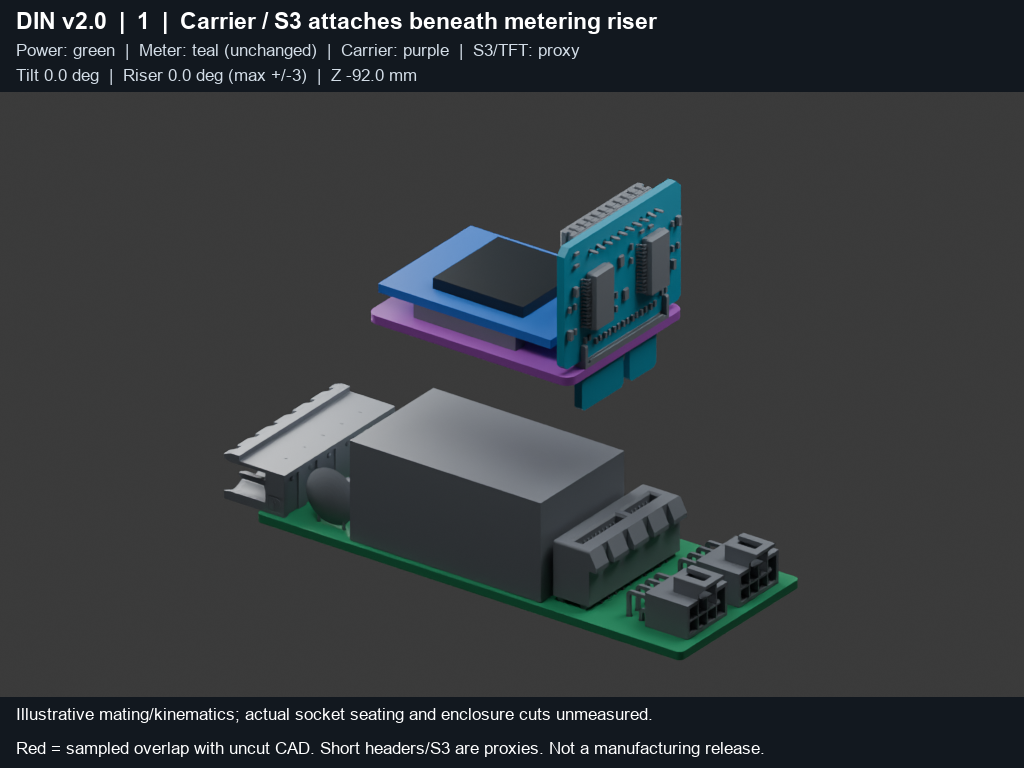 DIN v2.0 | 1 | Carrier / S3 attaches beneath metering riser
Power: green | Meter: teal (unchanged) | Carrier: purple | S3/TFT: proxy
Tilt 0.0 deg | Riser 0.0 deg (max +/-3) | Z -92.0 mm
Illustrative mating/kinematics; actual socket seating and enclosure cuts unmeasured.
Red = sampled overlap with uncut CAD. Short headers/S3 are proxies. Not a manufacturing release.